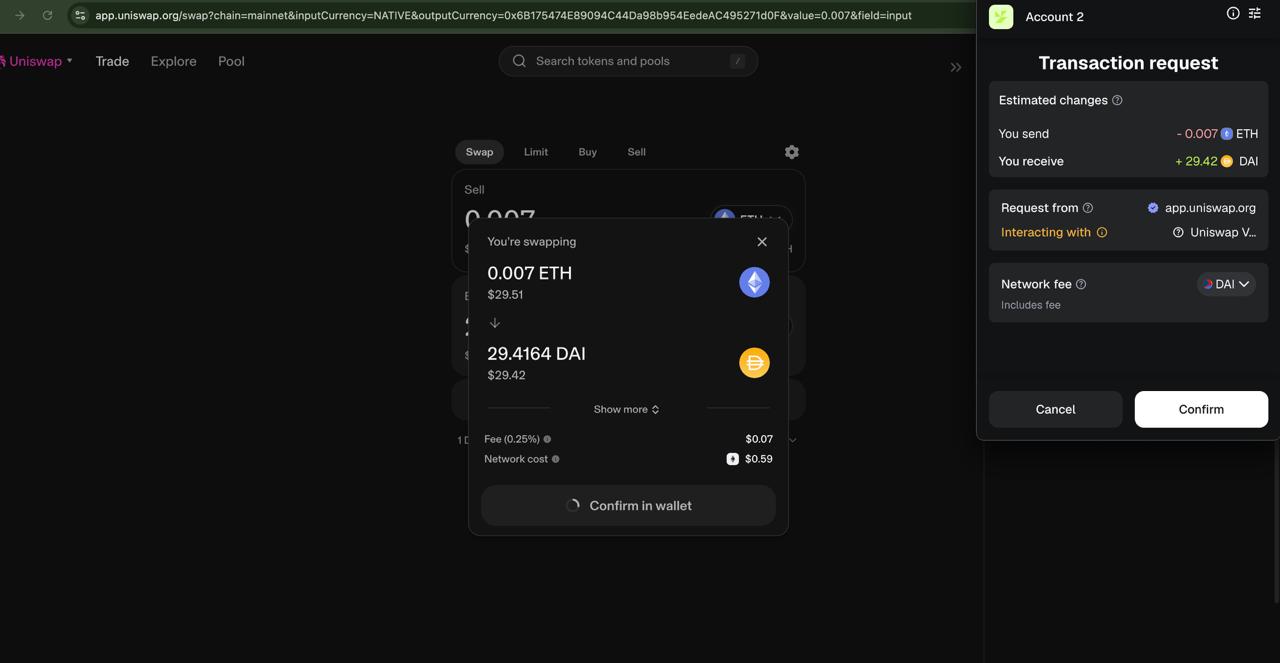 app.uniswap.org/swap?chain=mainnet&inputCurrency=NATIVE&outputCurrency=0x6B175474E89094C44Da98b954EedeAC495271d0F&value=0.007&field=input
Uniswap
Trade
Explore
Pool
Search tokens and pools
/
Swap
Limit
Buy
Sell
Sell
0.007
ETH
You're swapping
0.007 ETH
$29.51
29.4164 DAI
$29.42
Show more
Fee (0.25%)
$0.07
Network cost
$0.59
Confirm in wallet
Account 2
Transaction request
Estimated changes
You send
- 0.007 ETH
You receive
+ 29.42 DAI
Request from
app.uniswap.org
Interacting with
Uniswap V...
Network fee
DAI
Includes fee
Cancel
Confirm